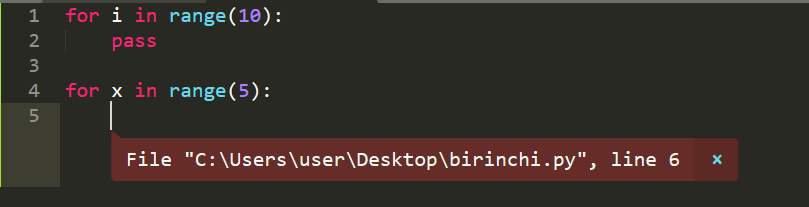 1 for i in range(10):
2     pass
3
4 for x in range(5):
5
File "C:\Users\user\Desktop\birinchi.py", line 6 ×